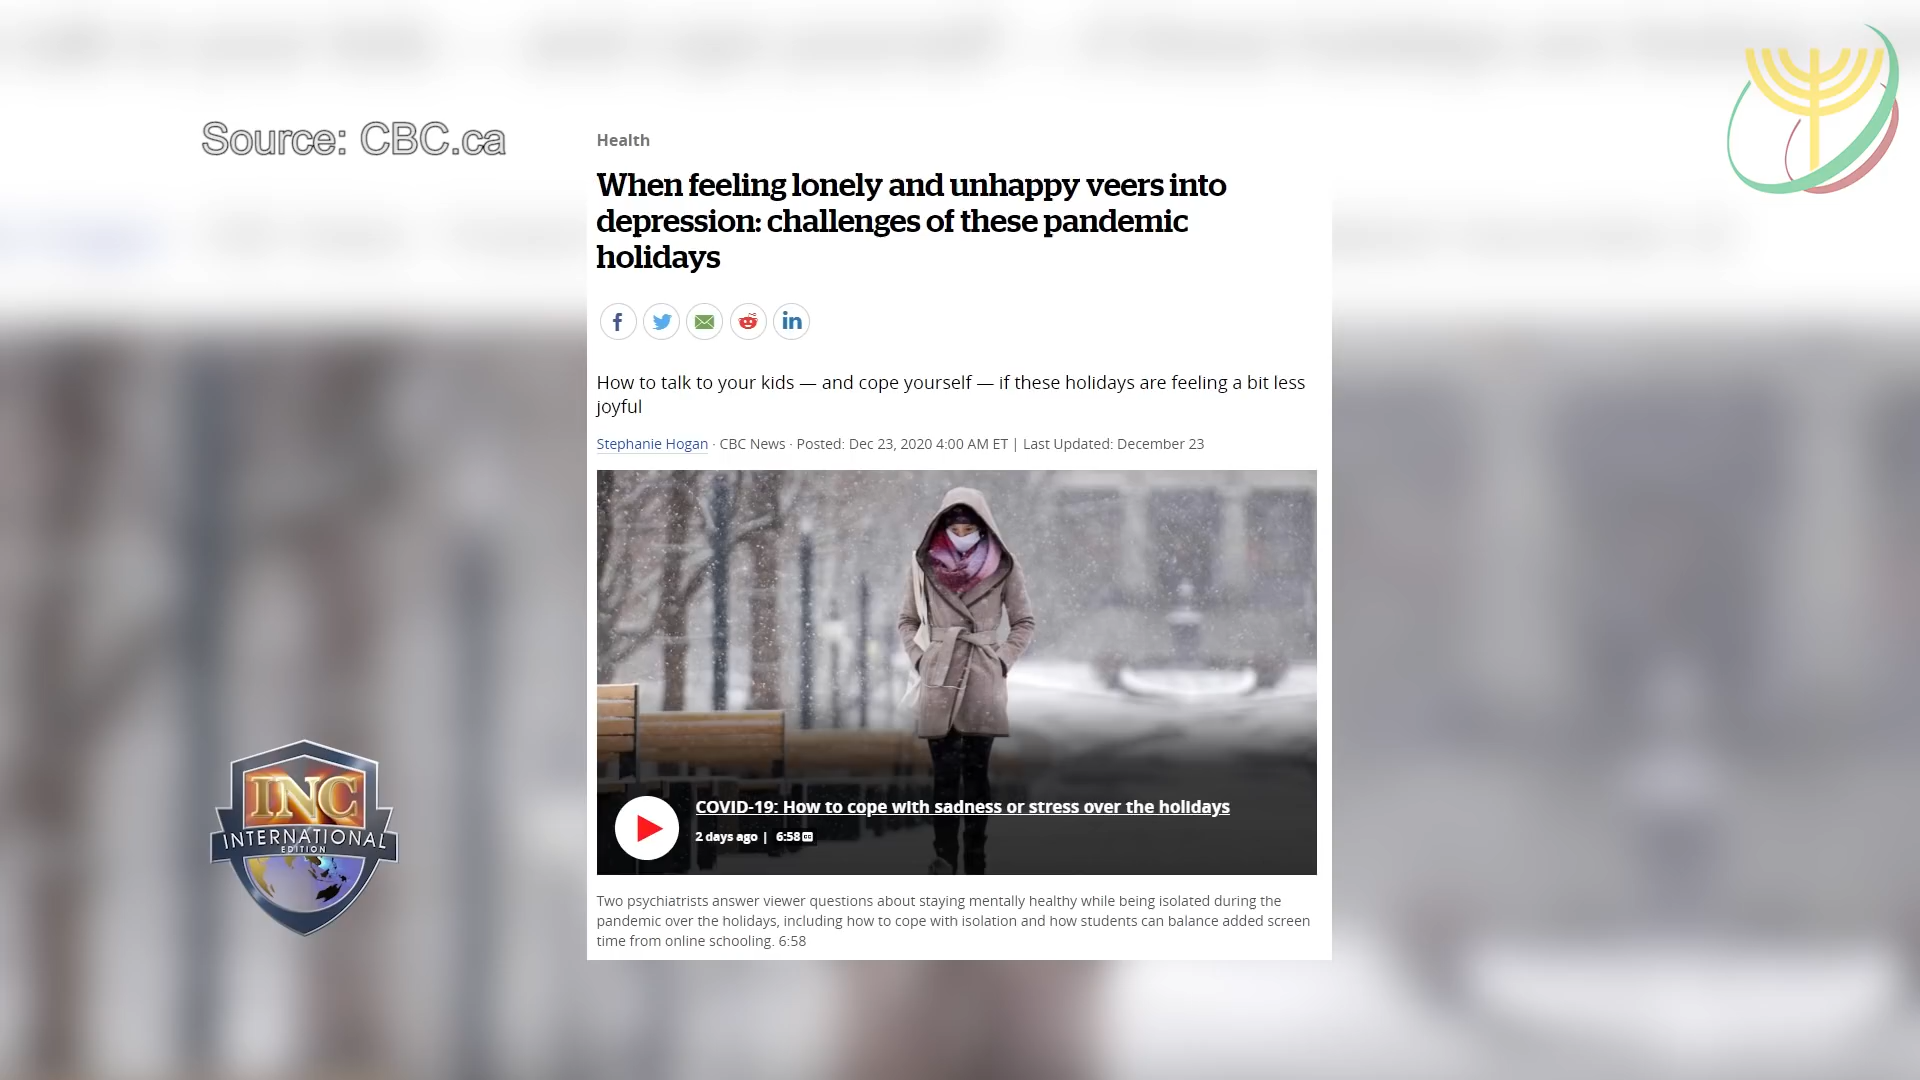 Source: CBC.ca
Health
When feeling lonely and unhappy veers into
depression: challenges of these pandemic
holidays
How to talk to your kids — and cope yourself — if these holidays are feeling a bit less
joyful
Stephanie Hogan · CBC News · Posted: Dec 23, 2020 4:00 AM ET | Last Updated: December 23
COVID-19: How to cope with sadness or stress over the holidays
2 days ago | 6:58 CC
Two psychiatrists answer viewer questions about staying mentally healthy while being isolated during the
pandemic over the holidays, including how to cope with isolation and how students can balance added screen
time from online schooling. 6:58
INC
INTERNATIONAL
EDITION